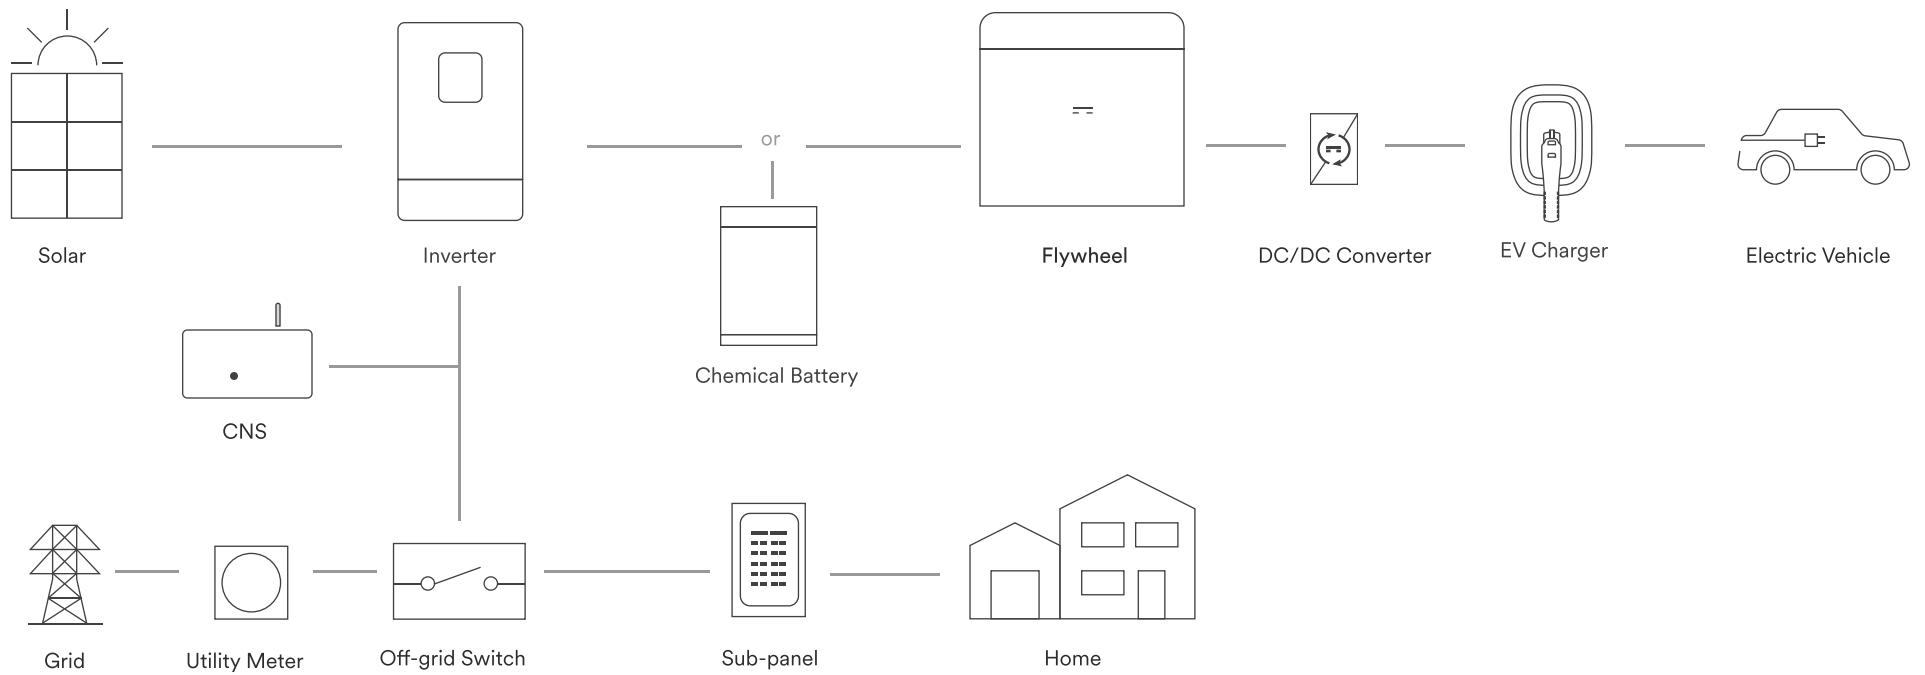 or
Solar
Inverter
Flywheel
DC/DC Converter
EV Charger
Electric Vehicle
Chemical Battery
CNS
Grid
Utility Meter
Off-grid Switch
Sub-panel
Home